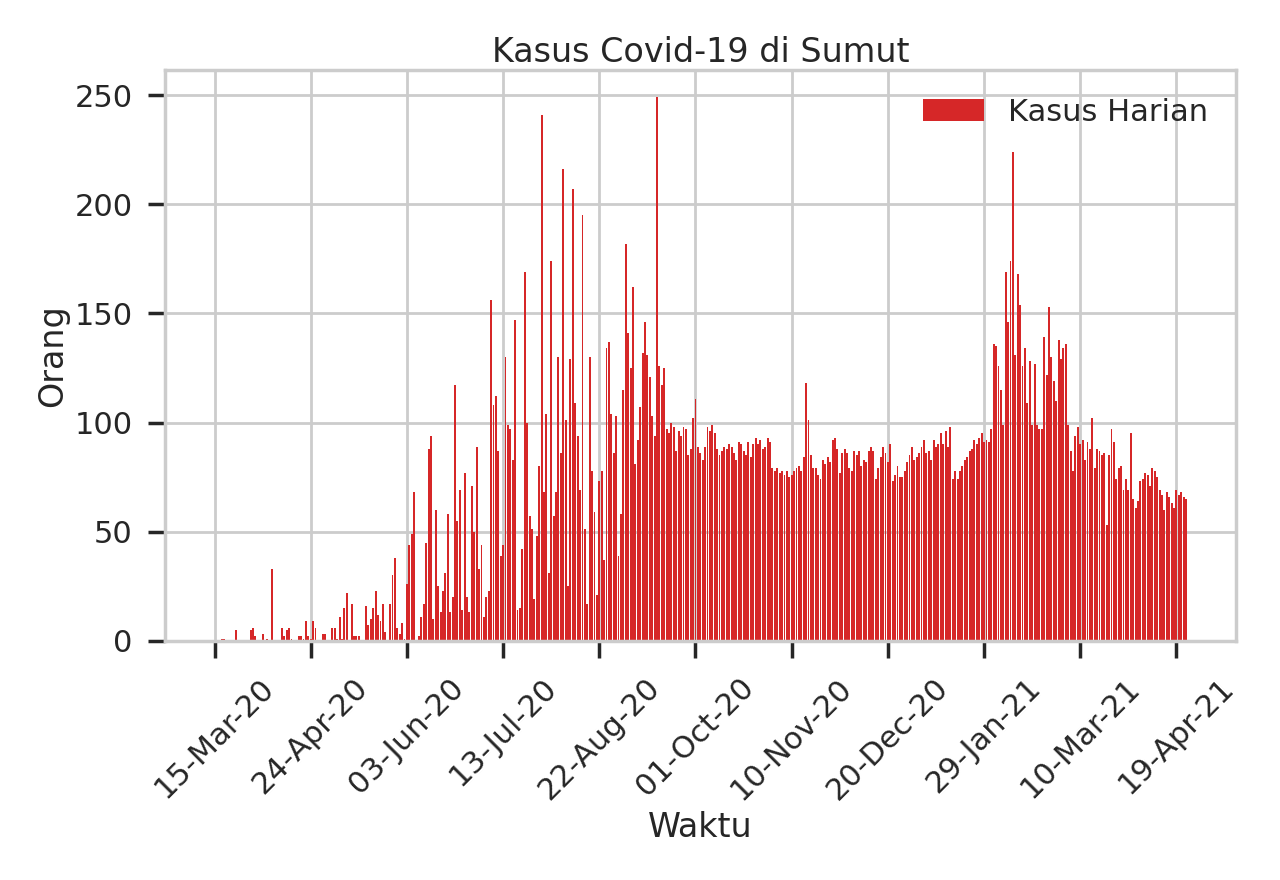 Kasus Covid-19 di Sumut
Kasus Harian
Orang
250
200
150
100
50
0
15-Mar-20
24-Apr-20
03-Jun-20
13-Jul-20
22-Aug-20
01-Oct-20
10-Nov-20
20-Dec-20
29-Jan-21
10-Mar-21
19-Apr-21
Waktu